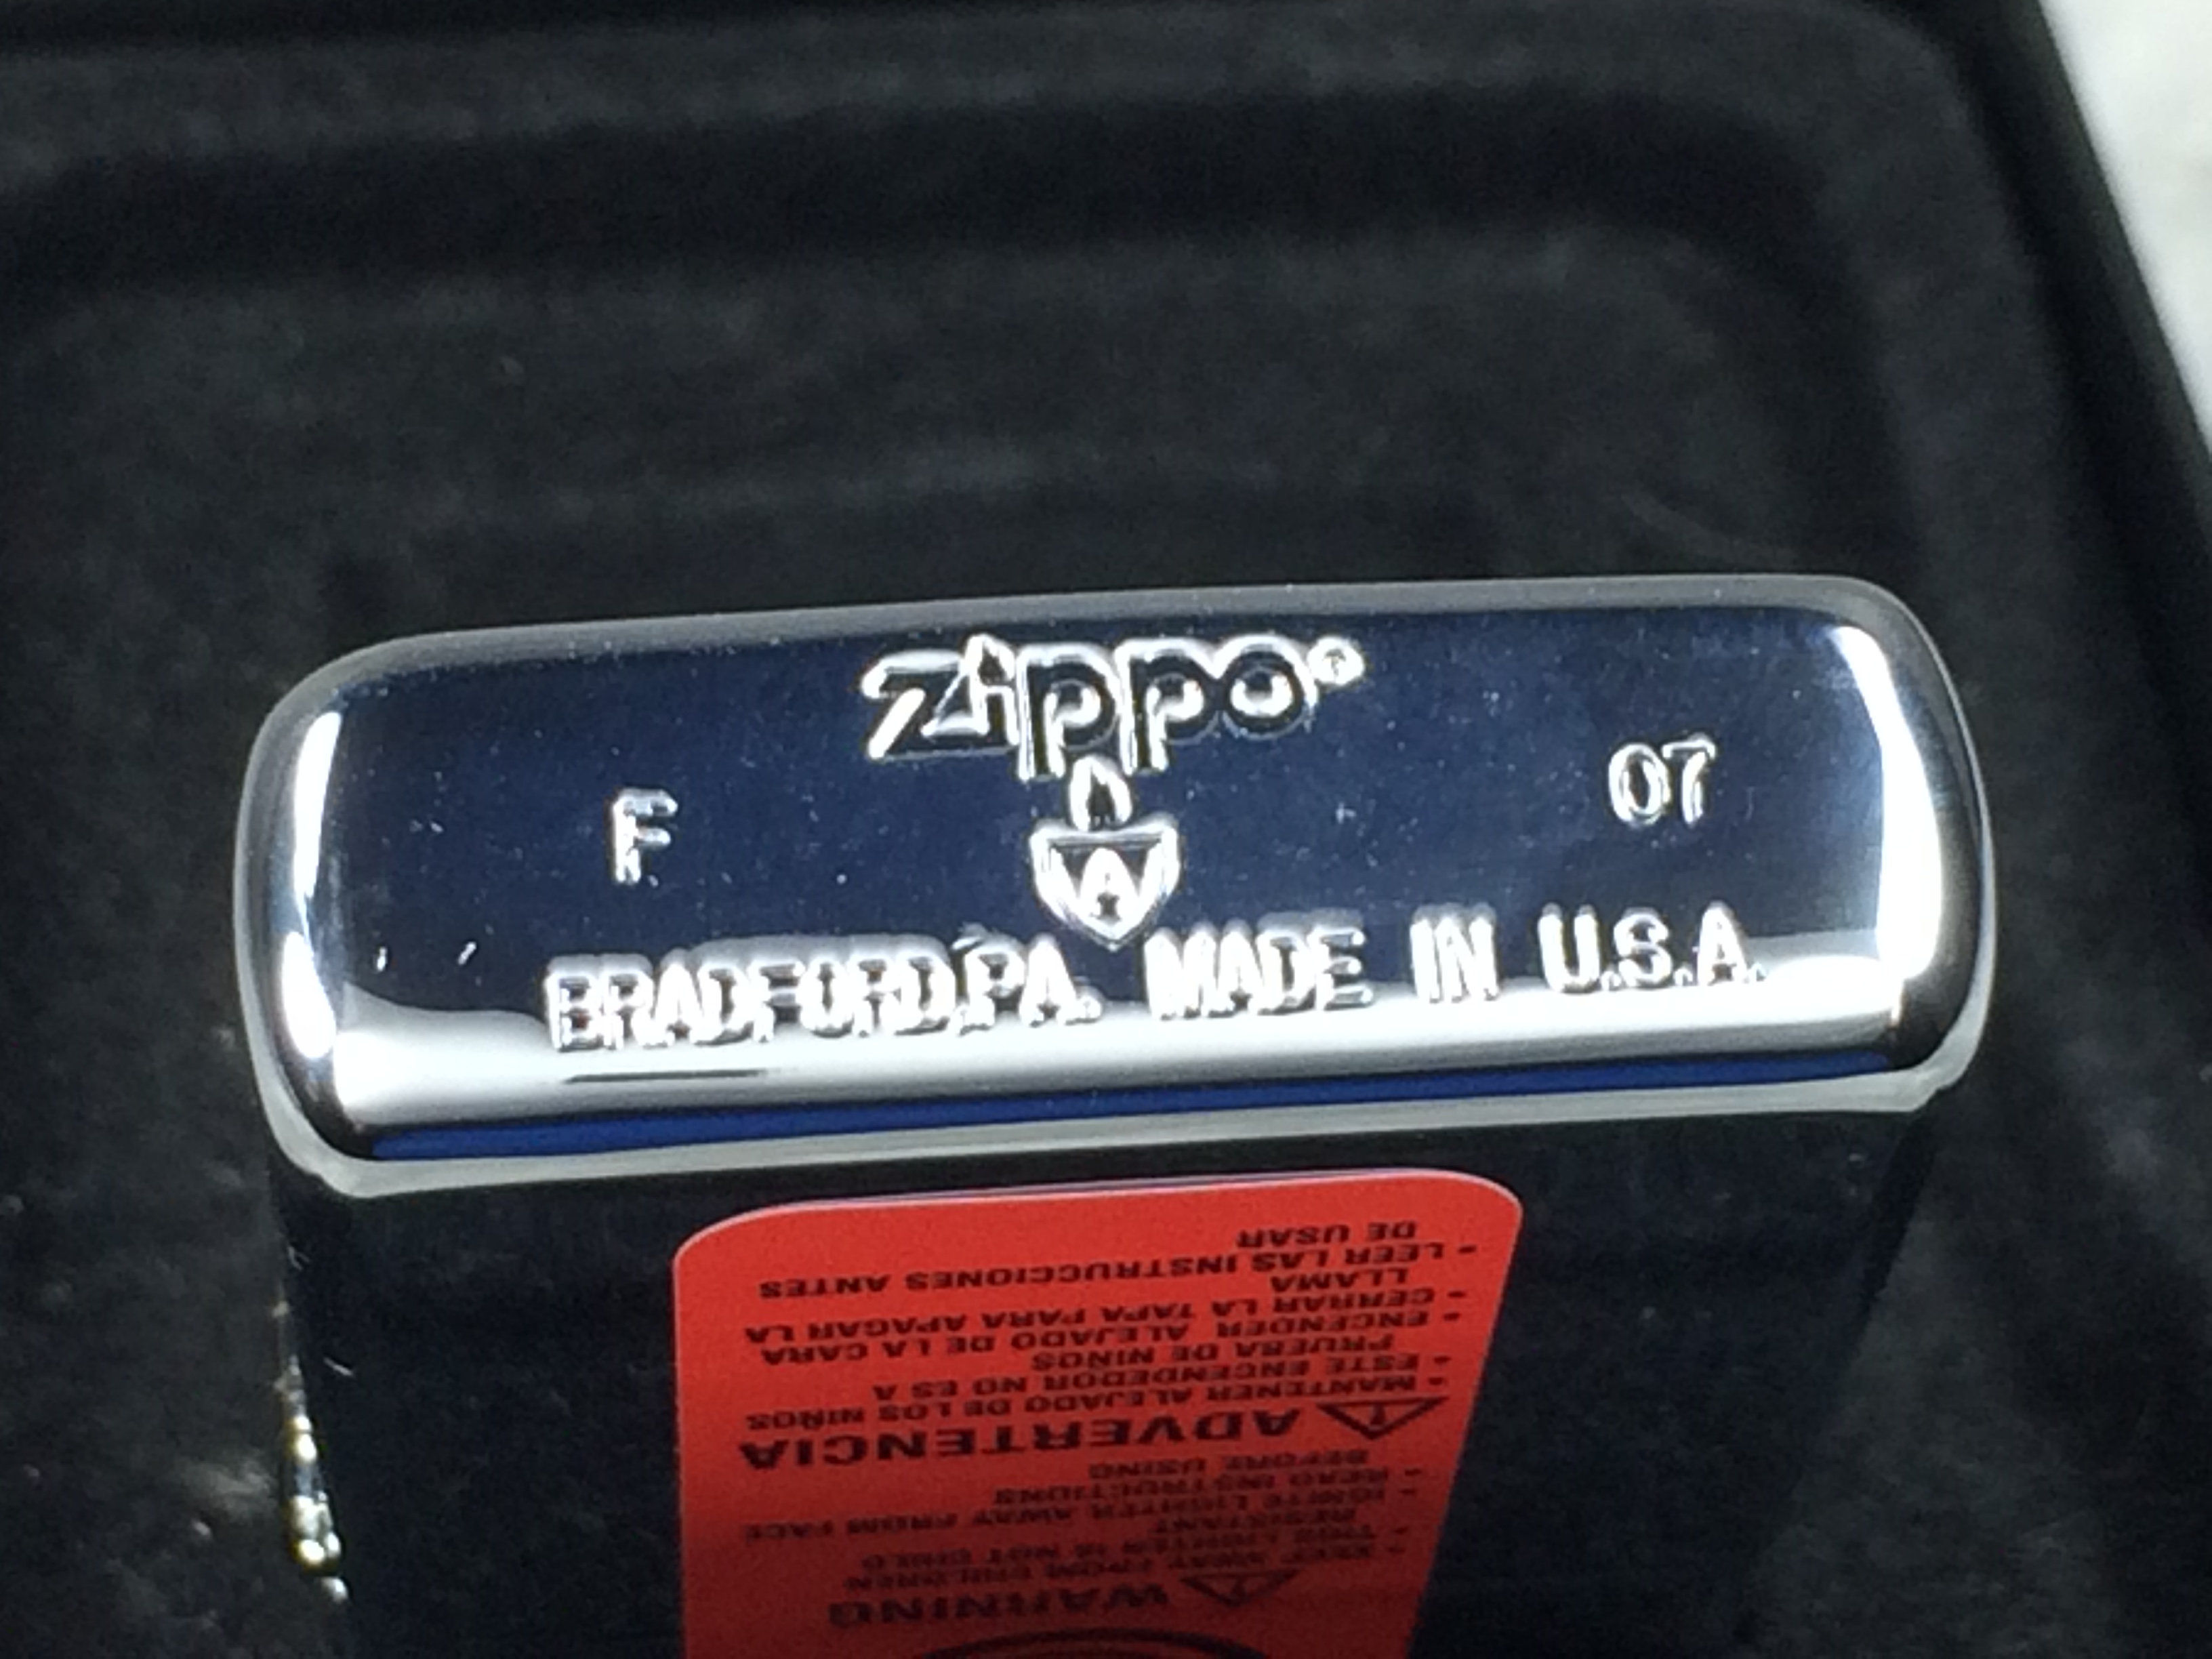 Zippo®
F 07
BRADFORD, PA. MADE IN U.S.A.
WARNING
• KEEP AWAY FROM CHILDREN
• THIS LIGHTER IS NOT CHILD
RESISTANT
• IGNITE LIGHTER AWAY FROM FACE
• READ INSTRUCTIONS
BEFORE USING
ADVERTENCIA
• MANTENER ALEJADO DE LOS NIÑOS
• ESTE ENCENDEDOR NO ES A
PRUEBA DE NINOS
• ENCENDER ALEJADO DE LA CARA
• CERRAR LA TAPA PARA APAGAR LA
LLAMA
• LEER LAS INSTRUCCIONES ANTES
DE USAR